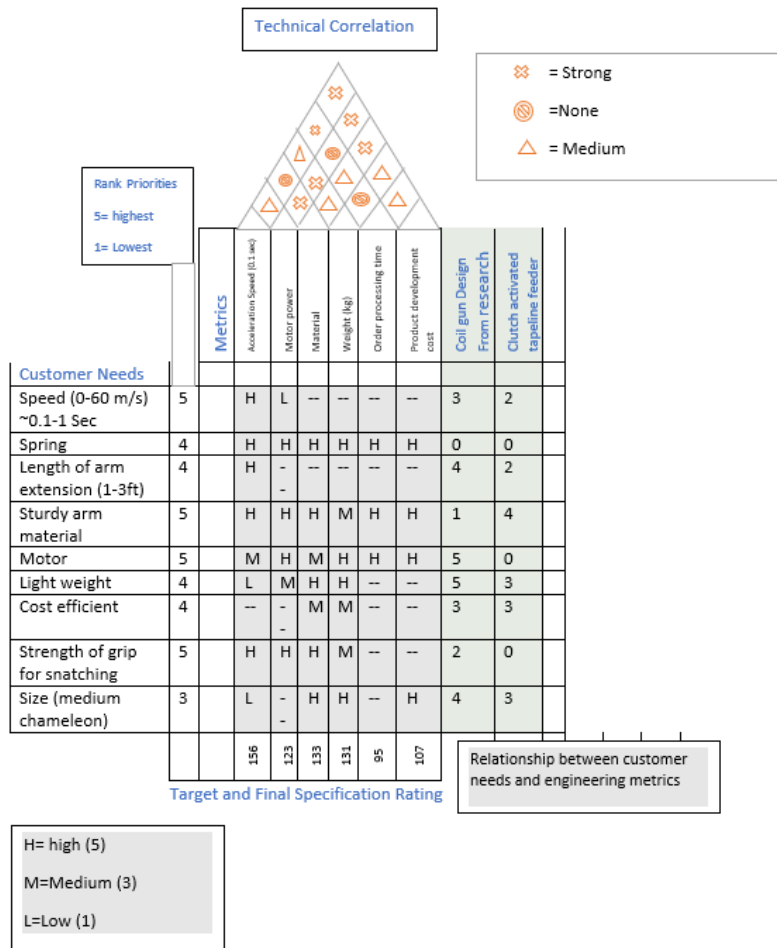 Technical Correlation
= Strong
=None
= Medium
Rank Priorities
5= highest
1= Lowest
Metrics
Acceleration Speed (0.1 sec)
Motor power
Material
Weight (kg)
Order processing time
Product development
cost
Coil gun Design
From research
Clutch activated
tapeline feeder
Customer Needs
Speed (0-60 m/s)
~0.1-1 Sec
5 H L -- -- -- -- 3 2
Spring 4 H H H H H H 0 0
Length of arm
extension (1-3ft)
4 H -
- -- -- -- -- 4 2
Sturdy arm
material
5 H H H M H H 1 4
Motor 5 M H M H H H 5 0
Light weight 4 L M H H -- -- 5 3
Cost efficient 4 -- -
- M M -- -- 3 3
Strength of grip
for snatching
5 H H H M -- -- 2 0
Size (medium
chameleon)
3 L -
- H H -- H 4 3
156 123 133 131 95 107
Target and Final Specification Rating
Relationship between customer
needs and engineering metrics
H= high (5)
M=Medium (3)
L=Low (1)